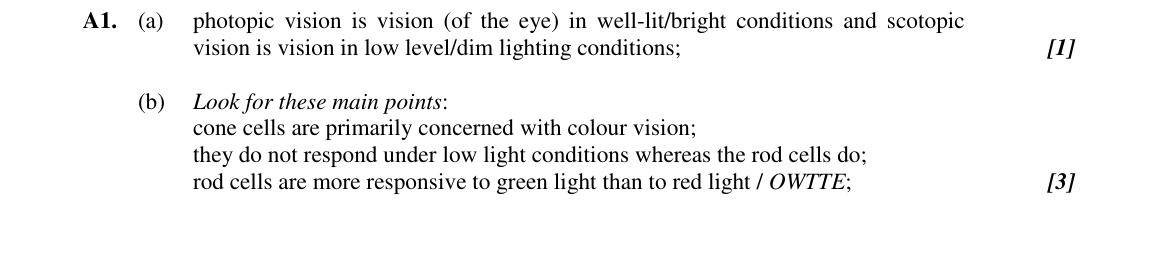 A1. (a) photopic vision is vision (of the eye) in well-lit/bright conditions and scotopic
vision is vision in low level/dim lighting conditions; [1]
(b) Look for these main points:
cone cells are primarily concerned with colour vision;
they do not respond under low light conditions whereas the rod cells do;
rod cells are more responsive to green light than to red light / OWTTE; [3]